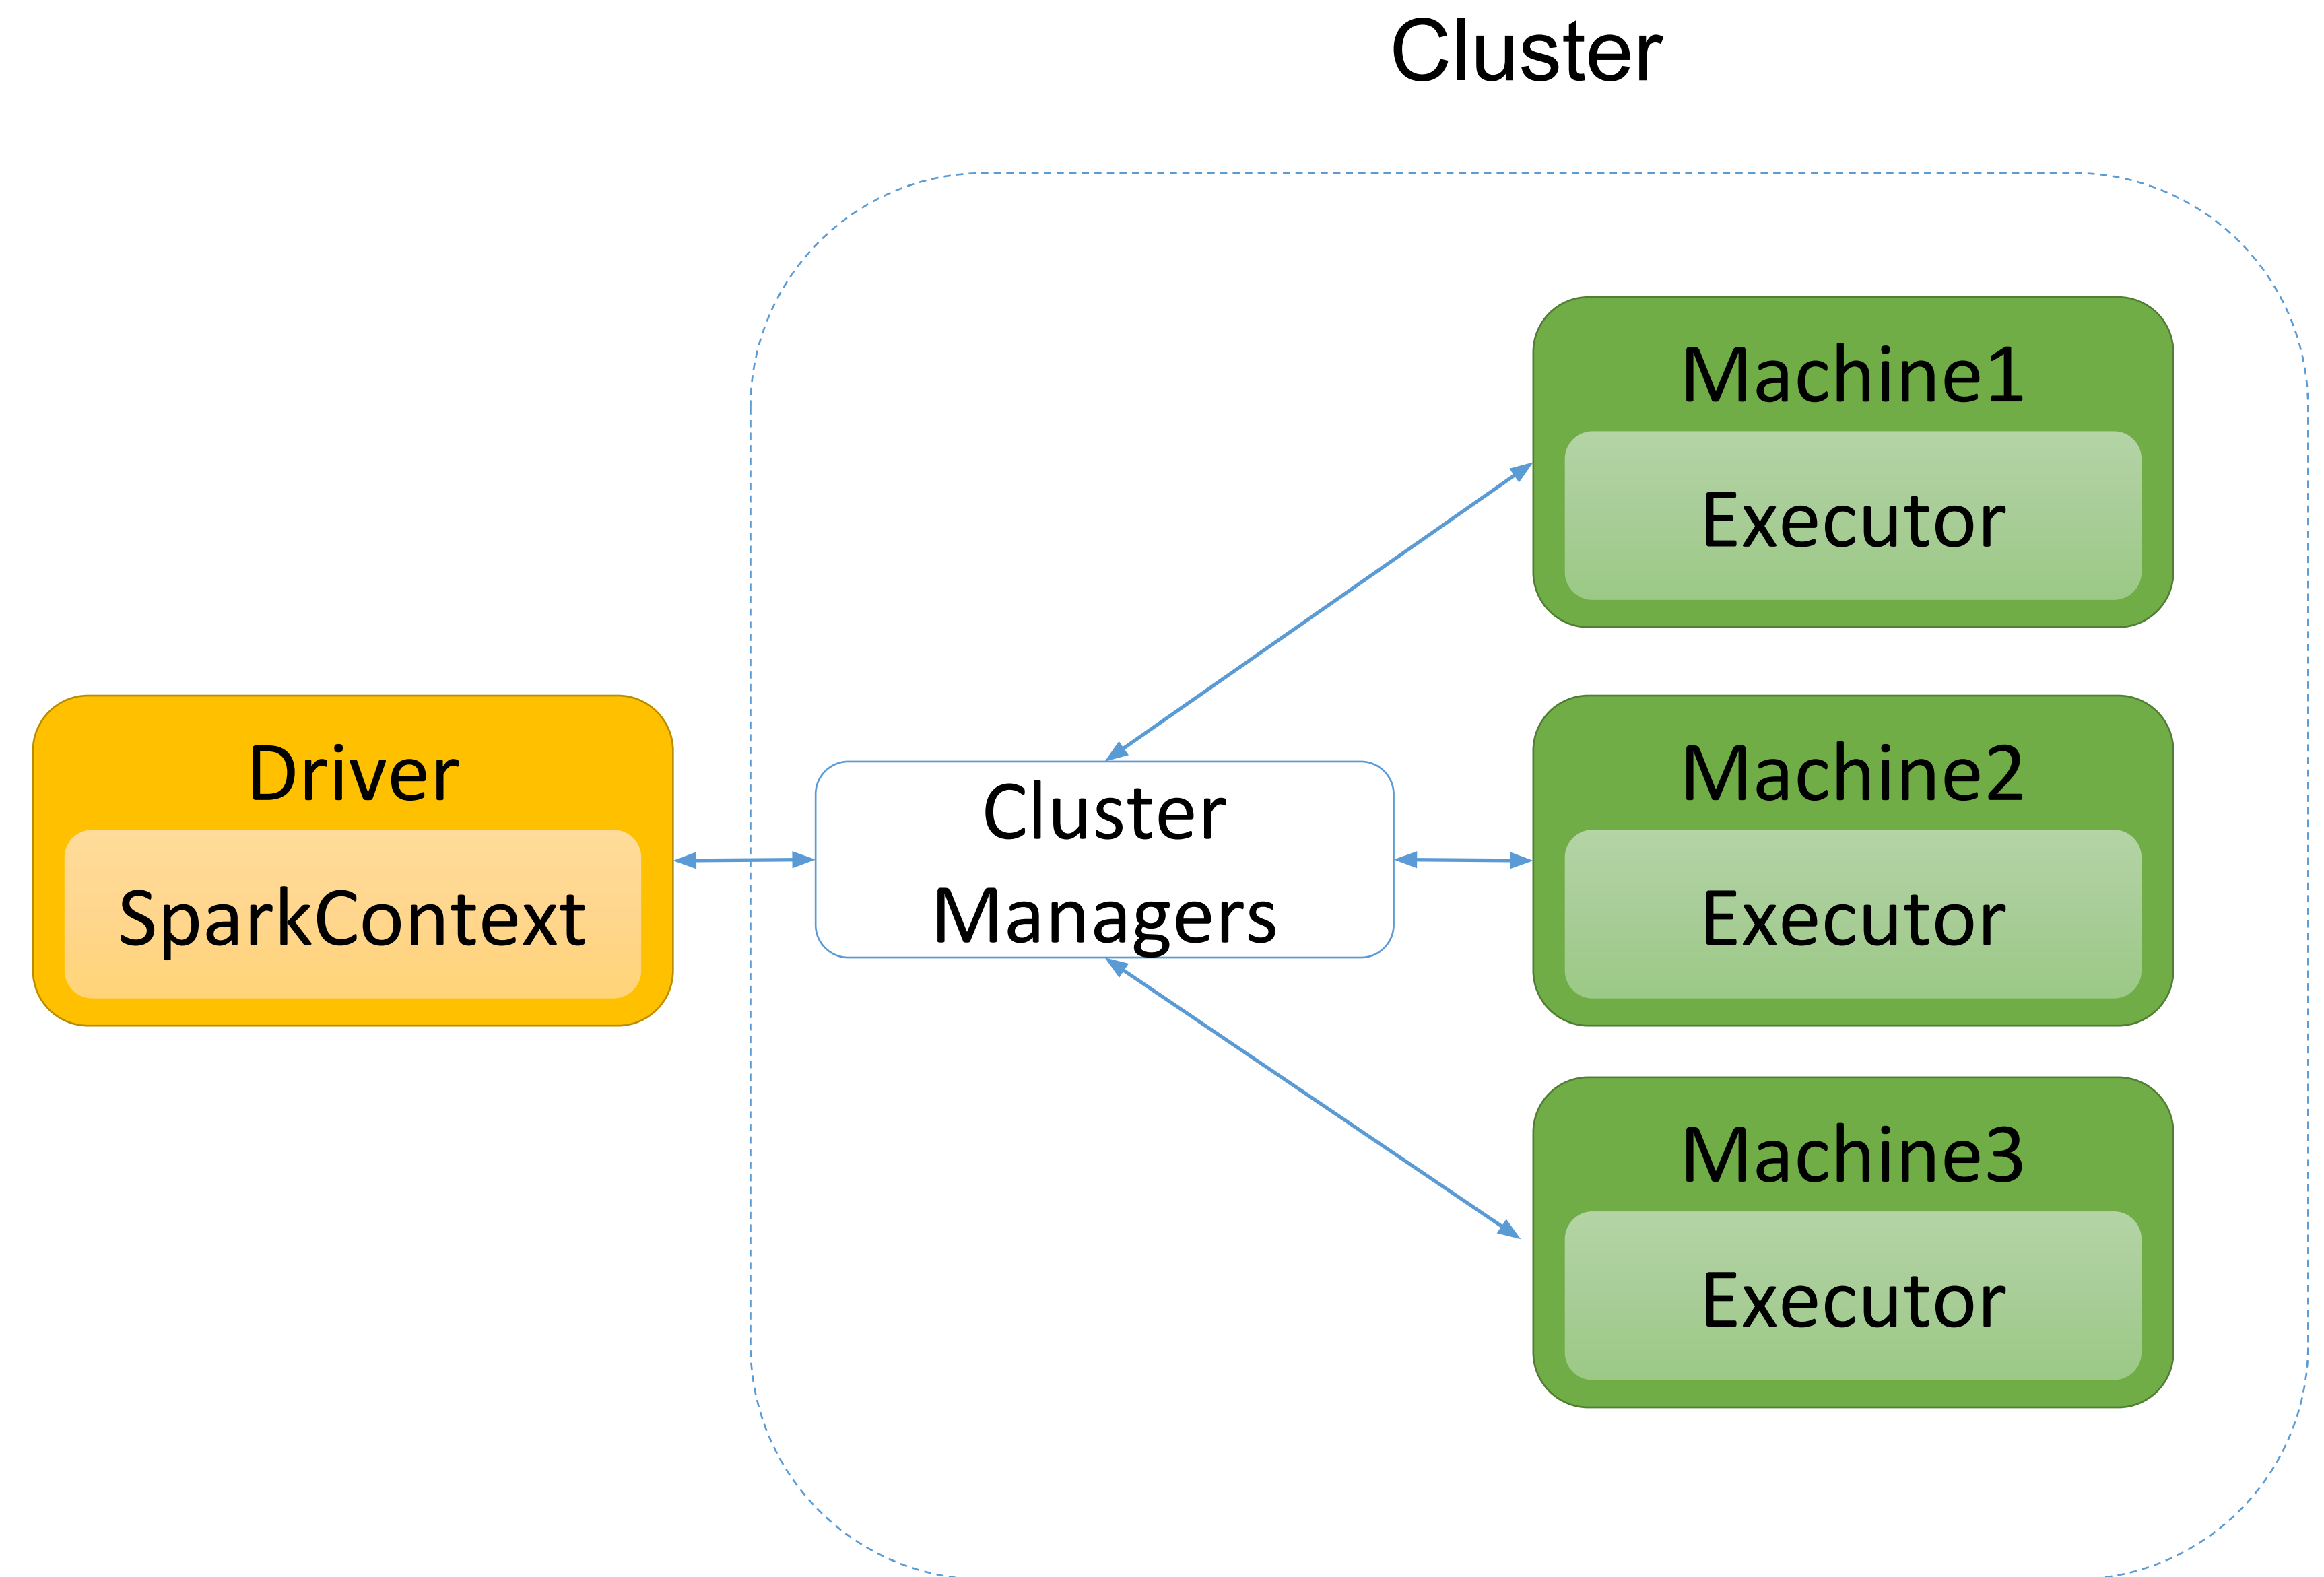 Cluster
Machine1
Executor
Driver
SparkContext
Cluster
Managers
Machine2
Executor
Machine3
Executor